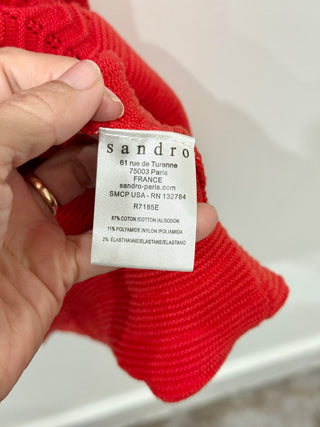 sandro
61 rue de Turenne
75003 Paris
FRANCE
sandro-paris.com
SMCP USA - RN 132784
R7185E
87% COTON /COTTON /ALGODON
11% POLYAMIDE/NYLON /POLIAMIDA
2% ÉLASTHANNE/ELASTANE/ELASTANO